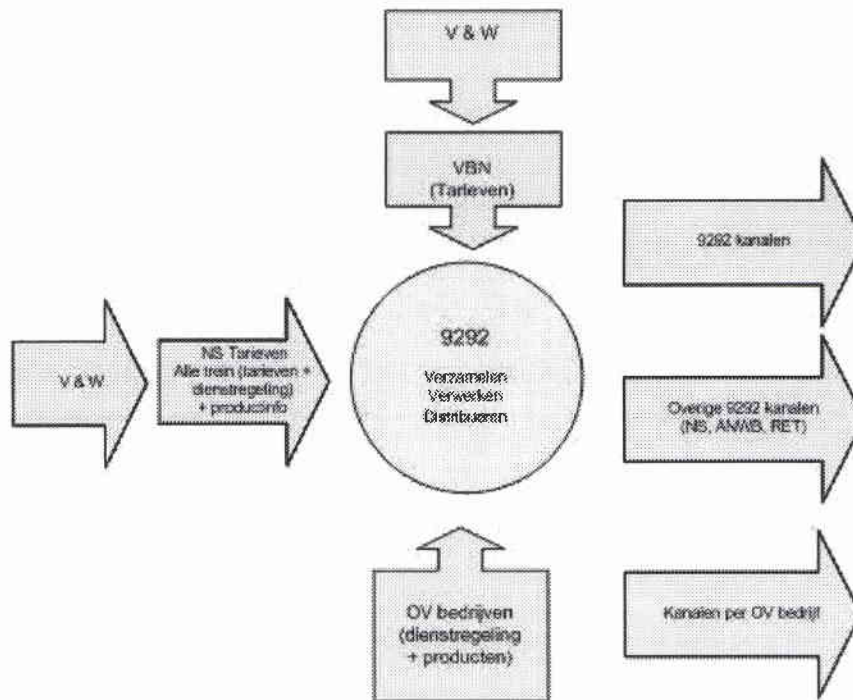 V & W
VBN
(Tarieven)
9292 kanalen
V & W
NS Tarieven
Alle trein (tarieven +
dienstregeling)
+ producinfo
9292
Verzamelen
Verwerken
Distribueren
Overige 9292 kanalen
(NS, ANWB, RET)
OV bedrijven
(dienstregeling
+ producten)
Kanalen per OV bedrijf